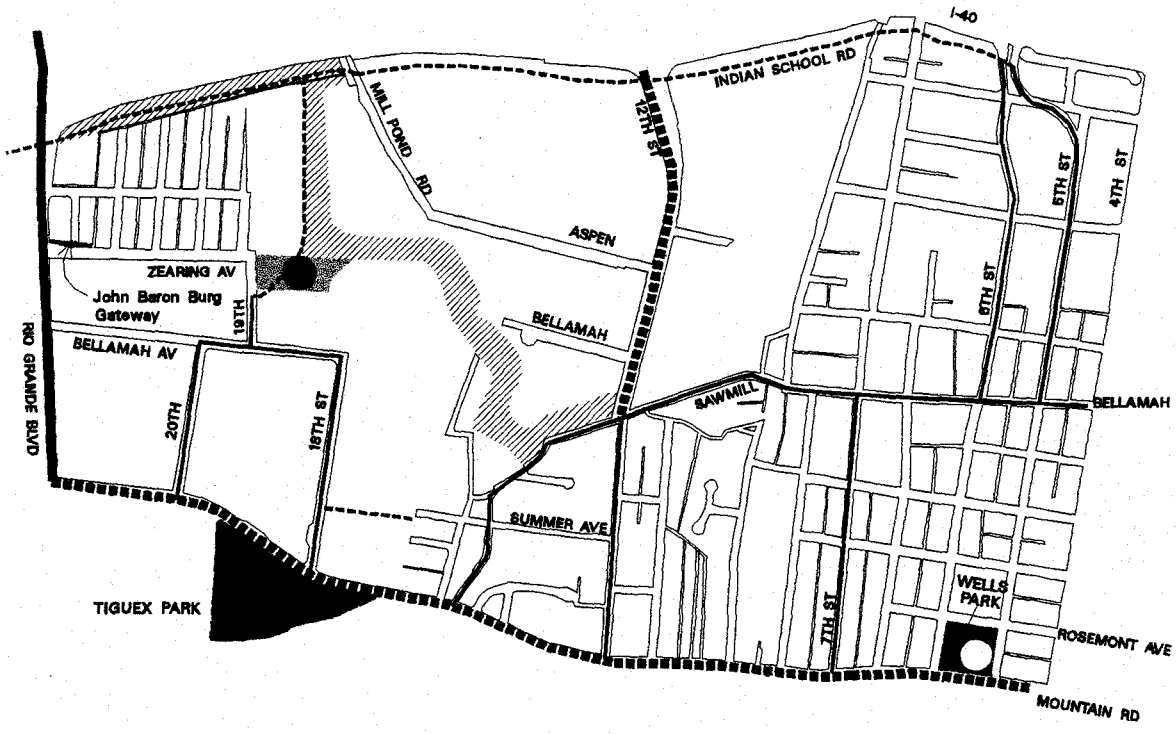 I-40
INDIAN SCHOOL RD
MILL POND
RD
12TH ST
5TH ST
4TH ST
ASPEN
ZEARING AV
6TH ST
John Baron Burg
Gateway
19TH
BELLAMAH
RIO GRANDE BLVD
BELLAMAH AV
SAWMILL
BELLAMAH
20TH
18TH ST
SUMMER AVE
WELLS
PARK
TIGUEX PARK
7TH ST
ROSEMONT AVE
MOUNTAIN RD